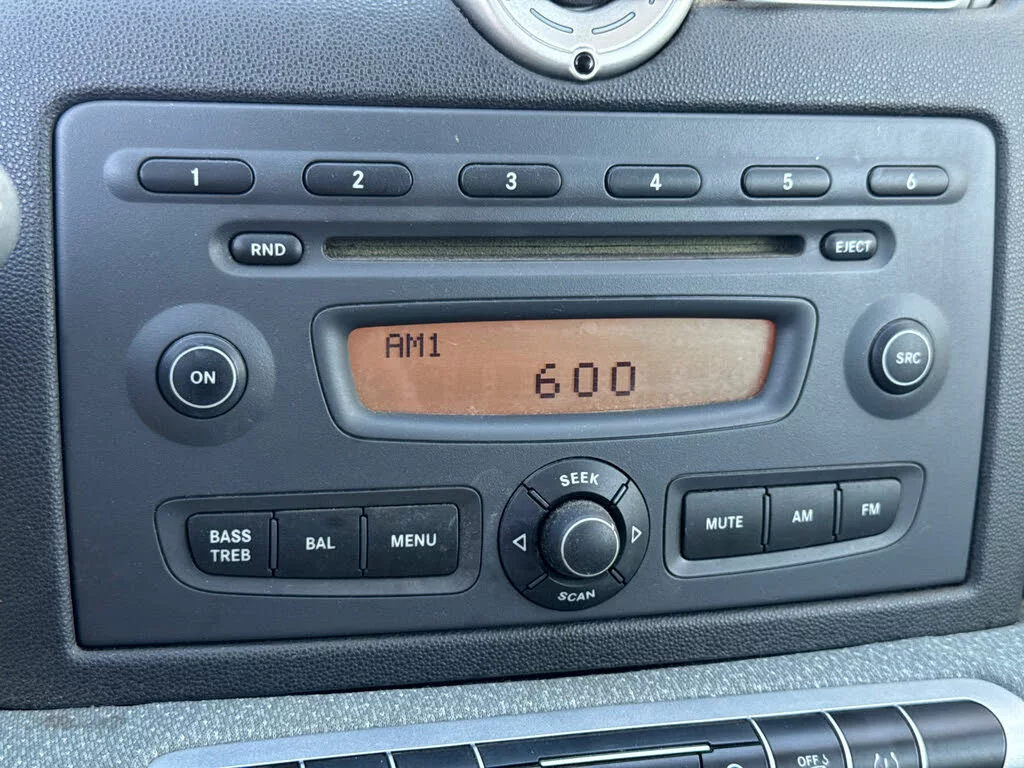 1 2 3 4 5 6
RND EJECT
AM1
600
ON SRC
SEEK
BASS
TREB
BAL MENU
MUTE AM FM
SCAN
OFF